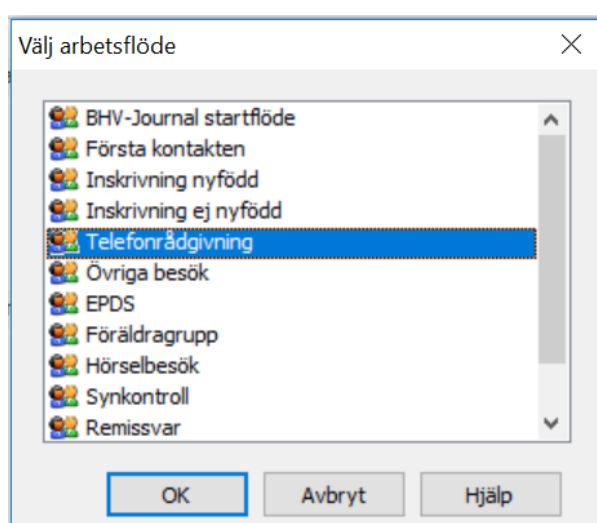 Välj arbetsflöde
BHV-Journal startflöde
Första kontakten
Inskrivning nyfödd
Inskrivning ej nyfödd
Telefonrådgivning
Övriga besök
EPDS
Föräldragrupp
Hörselbesök
Synkontroll
Remissvar
OK Avbryt Hjälp